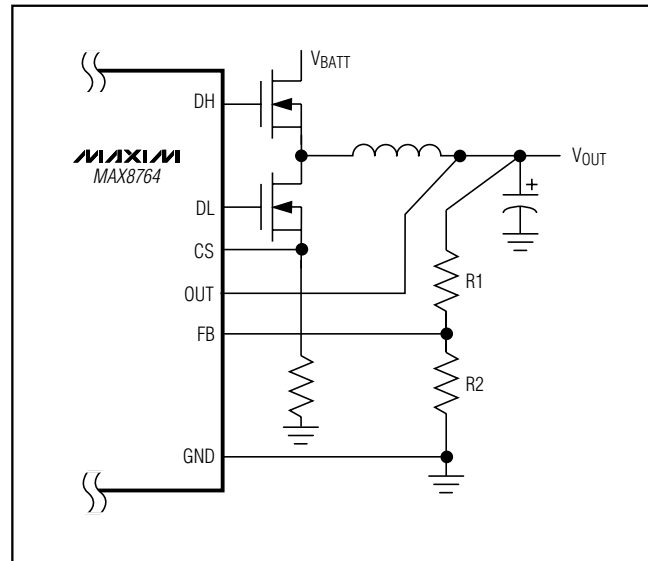 VBATT
DH
MAXIM
MAX8764
VOUT
DL
+
CS
OUT
R1
FB
R2
GND